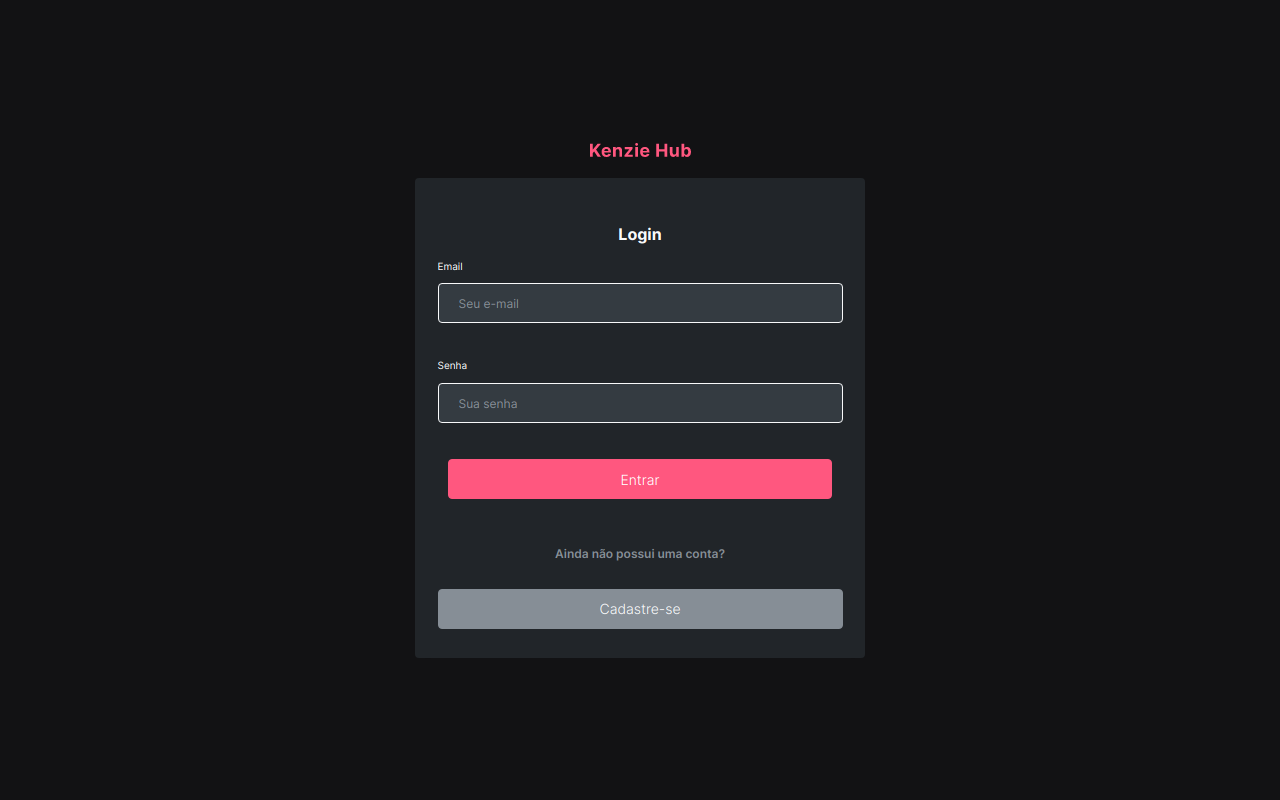 Kenzie Hub
Login
Email
Seu e-mail
Senha
Sua senha
Entrar
Ainda não possui uma conta?
Cadastre-se